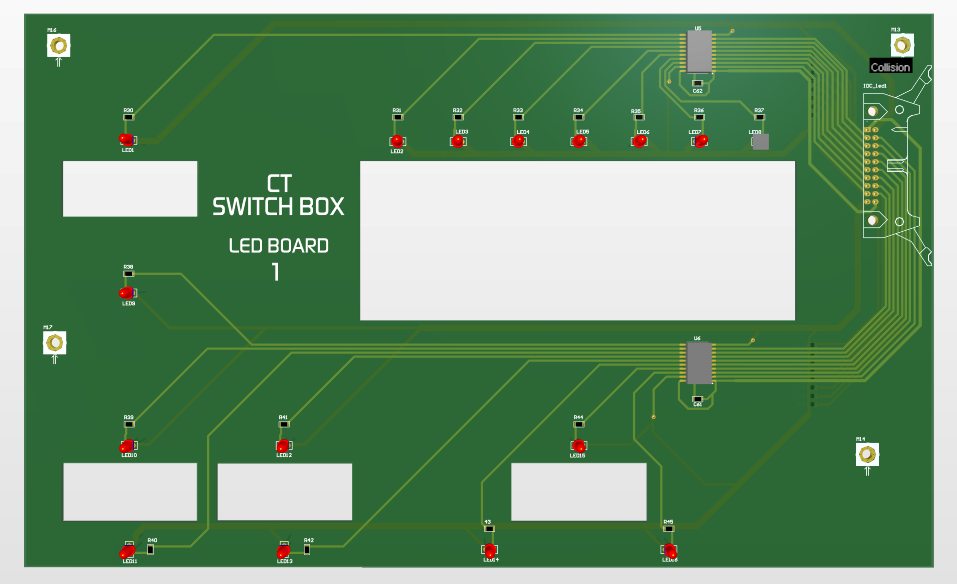 M16
U5
M13
Collision
C62
IDC_led1
R30
R31
R32
R33
R34
R35
R36
R37
LED1
LED2
LED3
LED4
LED5
LED6
LED7
LED8
CT
SWITCH BOX
LED BOARD
1
R38
LED9
M17
U6
R39
R41
R44
M14
LED10
LED12
LED15
43
R45
R40
R42
LED11
LED13